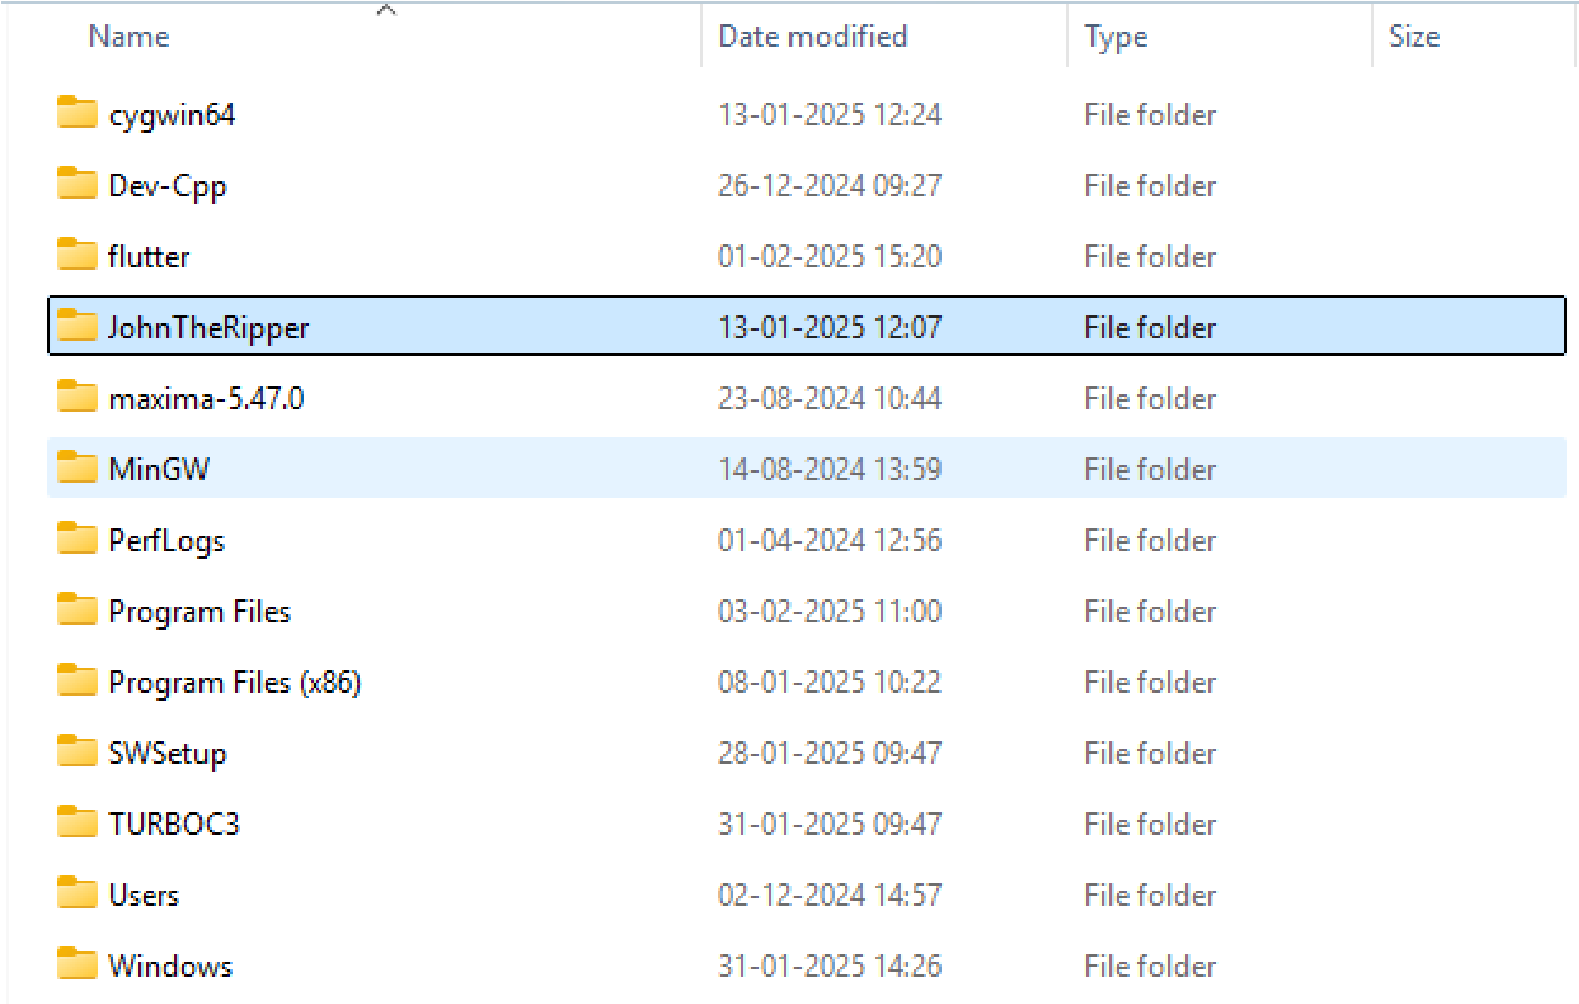 Name Date modified Type Size
cygwin64 13-01-2025 12:24 File folder
Dev-Cpp 26-12-2024 09:27 File folder
flutter 01-02-2025 15:20 File folder
JohnTheRipper 13-01-2025 12:07 File folder
maxima-5.47.0 23-08-2024 10:44 File folder
MinGW 14-08-2024 13:59 File folder
PerfLogs 01-04-2024 12:56 File folder
Program Files 03-02-2025 11:00 File folder
Program Files (x86) 08-01-2025 10:22 File folder
SWSetup 28-01-2025 09:47 File folder
TURBOC3 31-01-2025 09:47 File folder
Users 02-12-2024 14:57 File folder
Windows 31-01-2025 14:26 File folder